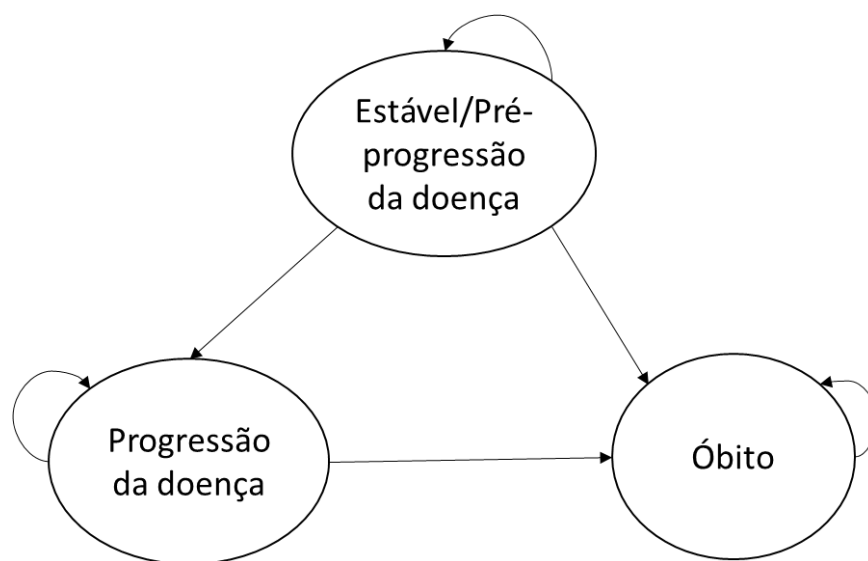 Estável/Pré-
progressão
da doença
Progressão
da doença
Óbito